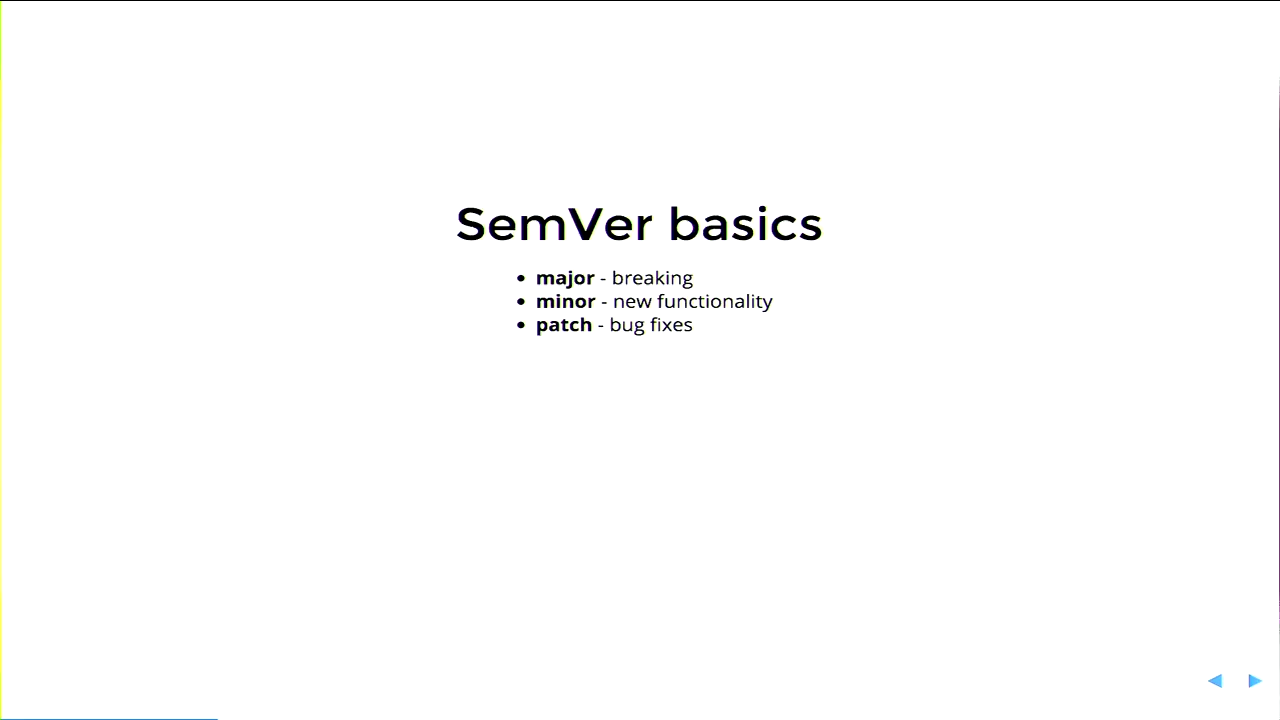 SemVer basics
• major - breaking
• minor - new functionality
• patch - bug fixes